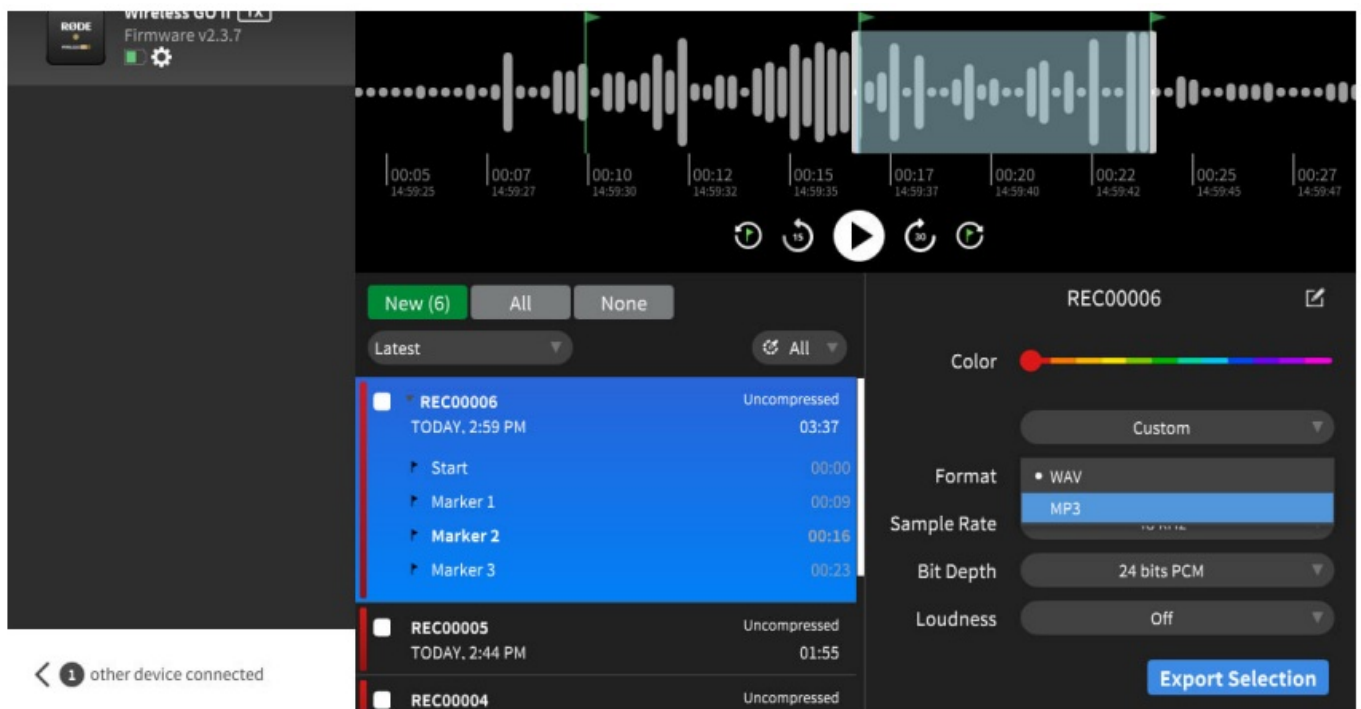 RØDE
Wireless GO II TX
Firmware v2.3.7
00:05 00:07 00:10 00:12 00:15 00:17 00:20 00:22 00:25 00:27
14:59:25 14:59:27 14:59:30 14:59:32 14:59:35 14:59:37 14:59:40 14:59:42 14:59:45 14:59:47
15 30
New (6) All None
Latest All
REC00006 Uncompressed
TODAY, 2:59 PM 03:37
Start 00:00
Marker 1 00:09
Marker 2 00:16
Marker 3 00:23
REC00005 Uncompressed
TODAY, 2:44 PM 01:55
REC00004 Uncompressed
REC00006
Color
Custom
Format WAV
MP3
Sample Rate
Bit Depth 24 bits PCM
Loudness Off
Export Selection
1 other device connected